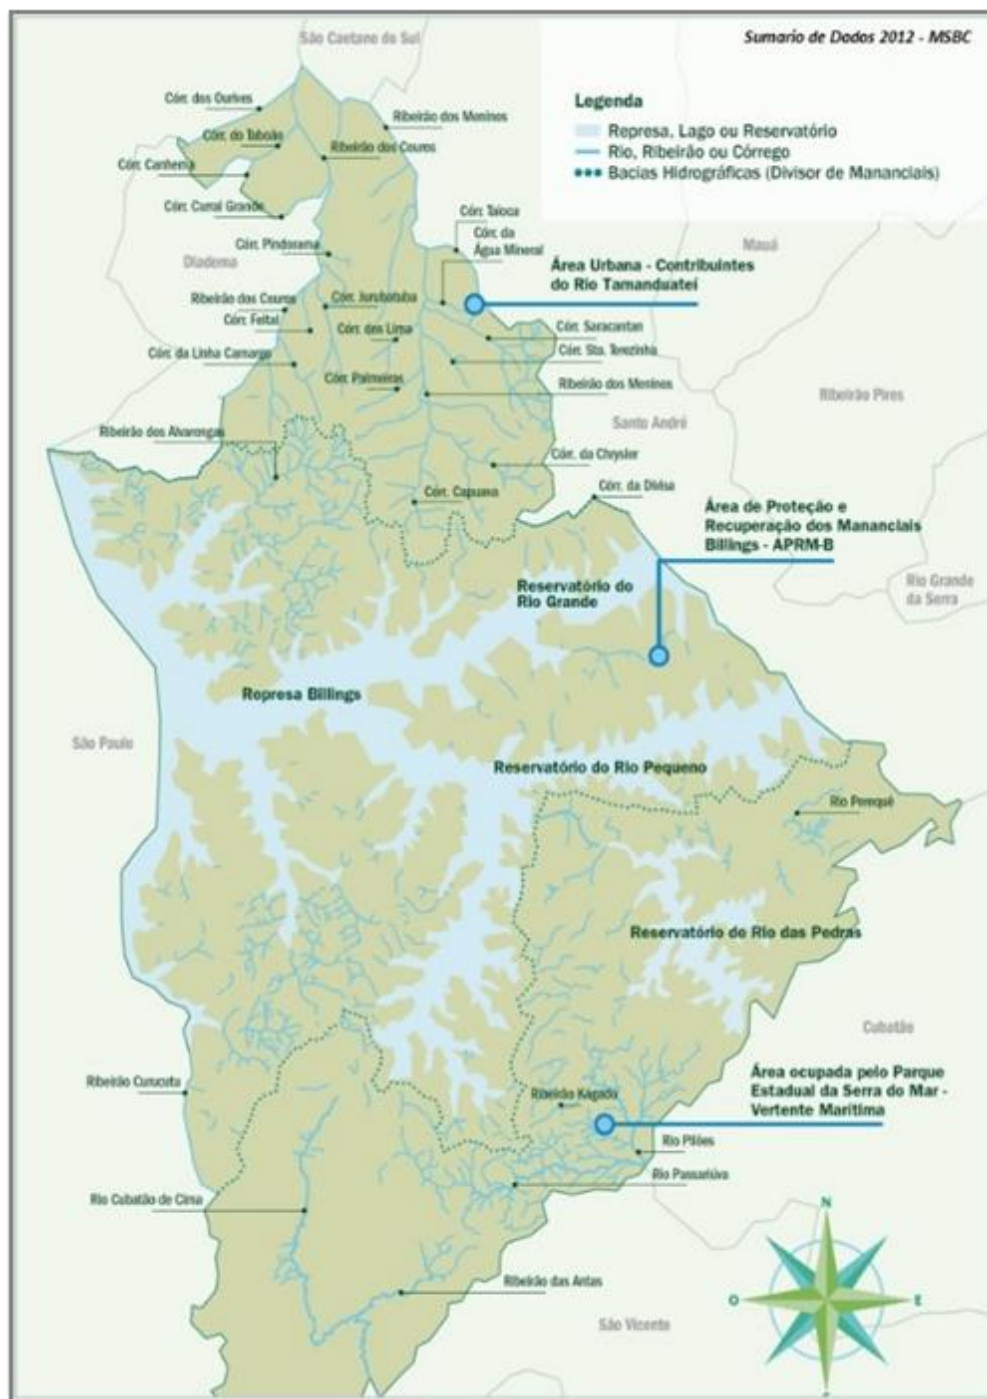 São Caetano do Sul
Sumario de Dados 2012 - MSBC
Legenda
Represa, Lago ou Reservatório
Rio, Ribeirão ou Córrego
Bacias Hidrográficas (Divisor de Mananciais)
Córr. dos Ourives
Ribeirão dos Meninos
Córr. do Taboão
Ribeirão dos Couros
Córr. Canhema
Córr. Curral Grande
Córr. Taioca
Córr. da
Água Mineral
Córr. Pindorama
Diadema
Mauá
Área Urbana - Contribuintes
do Rio Tamanduateí
Ribeirão dos Couros
Córr. Jurubatuba
Córr. Feital
Córr. dos Lima
Córr. Saracantan
Córr. da Linha Camargo
Córr. Sta. Terezinha
Córr. Palmeiras
Ribeirão dos Meninos
Ribeirão Pires
Santo André
Ribeirão dos Alvarengas
Córr. da Chrysler
Córr. Capuava
Córr. da Divisa
Área de Proteção e
Recuperação dos Mananciais
Billings - APRM-B
Reservatório do
Rio Grande
Rio Grande
da Serra
Represa Billings
São Paulo
Reservatório do Rio Pequeno
Rio Perequê
Reservatório do Rio das Pedras
Cubatão
Ribeirão Curucutu
Ribeirão Kágado
Área ocupada pelo Parque
Estadual da Serra do Mar -
Vertente Marítima
Rio Pilões
Rio Passariúva
Rio Cubatão de Cima
Ribeirão das Antas
São Vicente
N
O
E